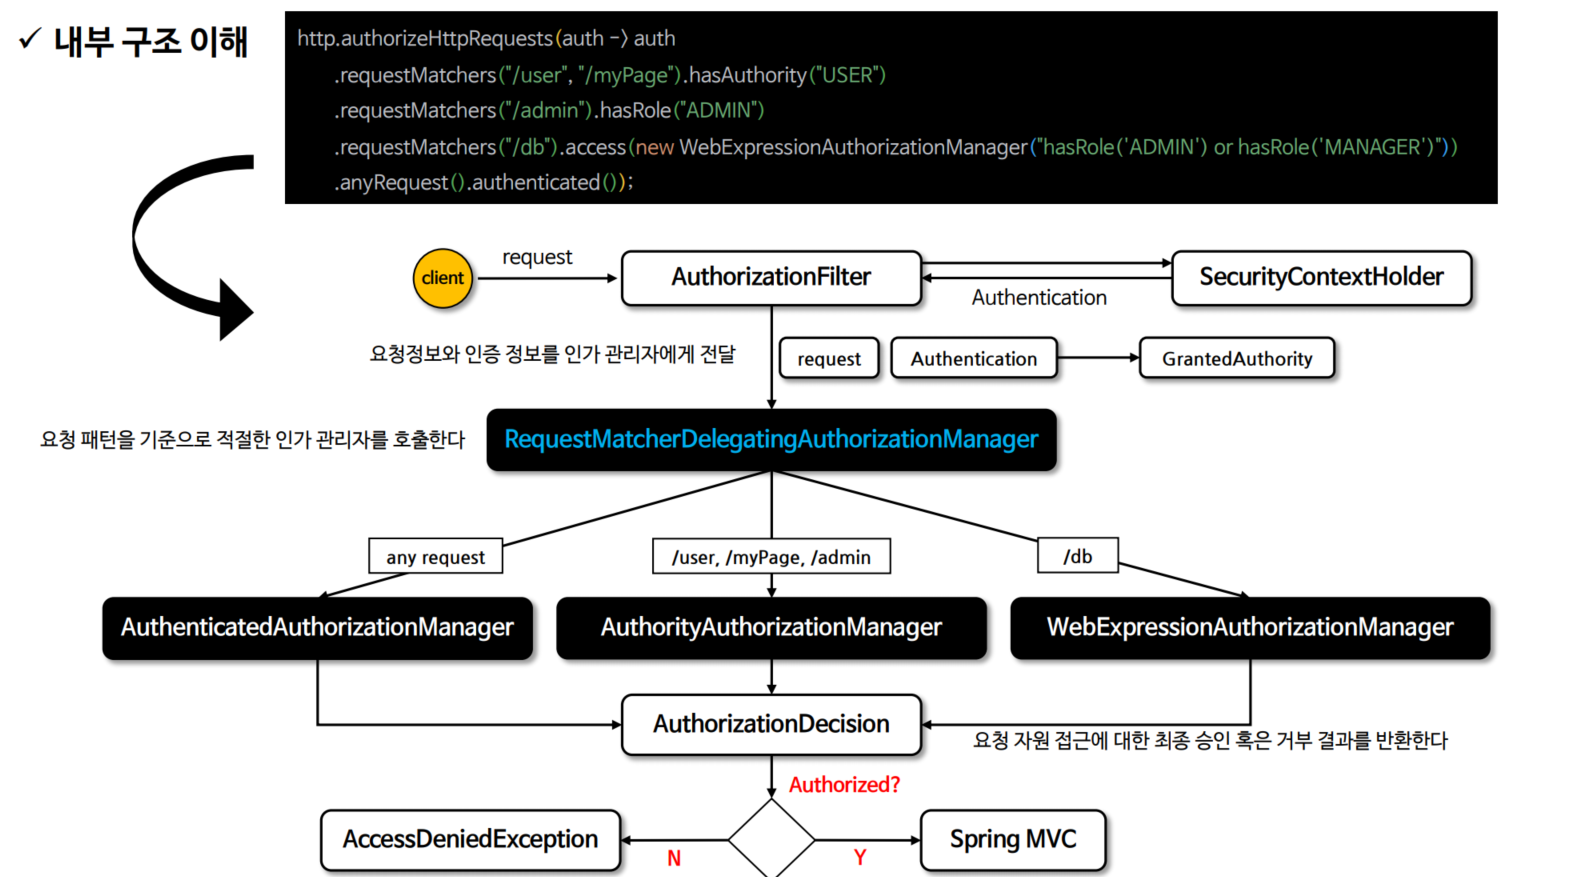 ✓ 내부 구조 이해
http.authorizeHttpRequests(auth -> auth
.requestMatchers("/user", "/myPage").hasAuthority("USER")
.requestMatchers("/admin").hasRole("ADMIN")
.requestMatchers("/db").access(new WebExpressionAuthorizationManager("hasRole('ADMIN') or hasRole('MANAGER')"))
.anyRequest().authenticated());
client
request
AuthorizationFilter
SecurityContextHolder
Authentication
요청정보와 인증 정보를 인가 관리자에게 전달
request
Authentication
GrantedAuthority
요청 패턴을 기준으로 적절한 인가 관리자를 호출한다
RequestMatcherDelegatingAuthorizationManager
any request
/user, /myPage, /admin
/db
AuthenticatedAuthorizationManager
AuthorityAuthorizationManager
WebExpressionAuthorizationManager
AuthorizationDecision
요청 자원 접근에 대한 최종 승인 혹은 거부 결과를 반환한다
Authorized?
AccessDeniedException
N
Y
Spring MVC